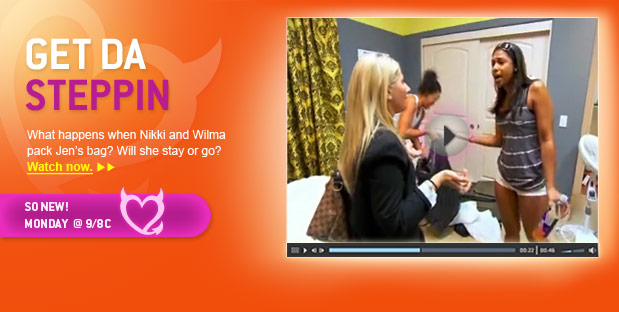 GET DA
STEPPIN
What happens when Nikki and Wilma
pack Jen's bag? Will she stay or go?
Watch now.
SO NEW!
MONDAY @ 9/8C
00:22 00:46